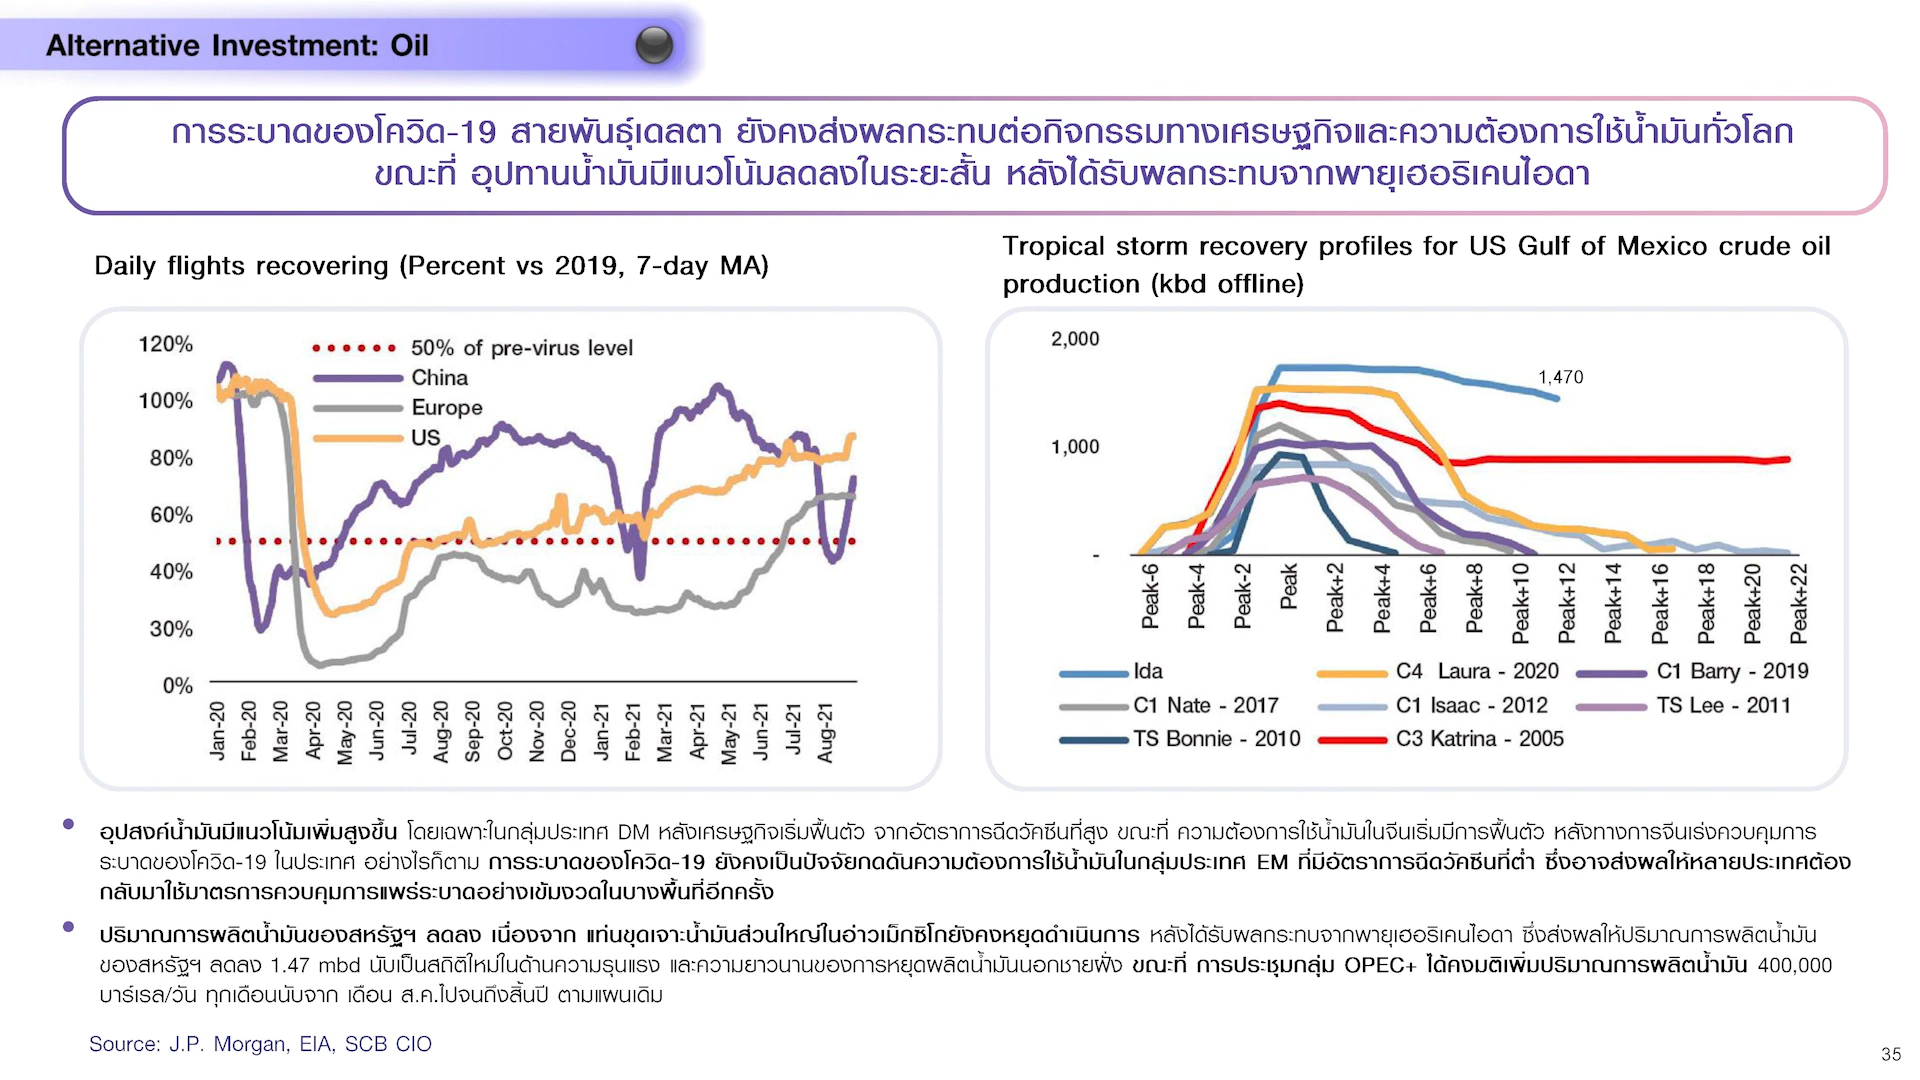 Alternative Investment: Oil
การระบาดของโควิด-19 สายพันธุ์เดลตา ยังคงส่งผลกระทบต่อกิจกรรมทางเศรษฐกิจและความต้องการใช้น้ำมันทั่วโลก
ขณะที่ อุปทานน้ำมันมีแนวโน้มลดลงในระยะสั้น หลังได้รับผลกระทบจากพายุเฮอริเคนไอดา
Daily flights recovering (Percent vs 2019, 7-day MA)
120%
100%
80%
60%
40%
30%
0%
50% of pre-virus level
China
Europe
US
Jan-20
Feb-20
Mar-20
Apr-20
May-20
Jun-20
Jul-20
Aug-20
Sep-20
Oct-20
Nov-20
Dec-20
Jan-21
Feb-21
Mar-21
Apr-21
May-21
Jun-21
Jul-21
Aug-21
Tropical storm recovery profiles for US Gulf of Mexico crude oil
production (kbd offline)
2,000
1,000
-
1,470
Peak-6
Peak-4
Peak-2
Peak
Peak+2
Peak+4
Peak+6
Peak+8
Peak+10
Peak+12
Peak+14
Peak+16
Peak+18
Peak+20
Peak+22
Ida
C4 Laura - 2020
C1 Barry - 2019
C1 Nate - 2017
C1 Isaac - 2012
TS Lee - 2011
TS Bonnie - 2010
C3 Katrina - 2005
• อุปสงค์น้ำมันมีแนวโน้มเพิ่มสูงขึ้น โดยเฉพาะในกลุ่มประเทศ DM หลังเศรษฐกิจเริ่มฟื้นตัว จากอัตราการฉีดวัคซีนที่สูง ขณะที่ ความต้องการใช้น้ำมันในจีนเริ่มมีการฟื้นตัว หลังทางการจีนเร่งควบคุมการ
ระบาดของโควิด-19 ในประเทศ อย่างไรก็ตาม การระบาดของโควิด-19 ยังคงเป็นปัจจัยกดดันความต้องการใช้น้ำมันในกลุ่มประเทศ EM ที่มีอัตราการฉีดวัคซีนที่ต่ำ ซึ่งอาจส่งผลให้หลายประเทศต้อง
กลับมาใช้มาตรการควบคุมการแพร่ระบาดอย่างเข้มงวดในบางพื้นที่อีกครั้ง
• ปริมาณการผลิตน้ำมันของสหรัฐฯ ลดลง เนื่องจาก แท่นขุดเจาะน้ำมันส่วนใหญ่ในอ่าวเม็กซิโกยังคงหยุดดำเนินการ หลังได้รับผลกระทบจากพายุเฮอริเคนไอดา ซึ่งส่งผลให้ปริมาณการผลิตน้ำมัน
ของสหรัฐฯ ลดลง 1.47 mbd นับเป็นสถิติใหม่ในด้านความรุนแรง และความยาวนานของการหยุดผลิตน้ำมันนอกชายฝั่ง ขณะที่ การประชุมกลุ่ม OPEC+ ได้คงมติเพิ่มปริมาณการผลิตน้ำมัน 400,000
บาร์เรล/วัน ทุกเดือนนับจาก เดือน ส.ค.ไปจนถึงสิ้นปี ตามแผนเดิม
Source: J.P. Morgan, EIA, SCB CIO
35